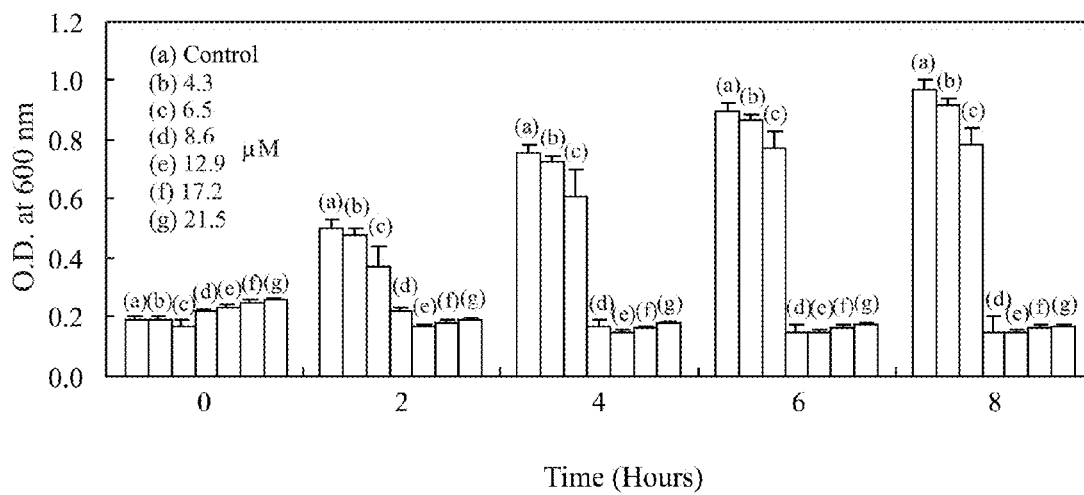 1.2
1.0
0.8
0.6
0.4
0.2
0.0
O.D. at 600 nm
(a) Control
(b) 4.3
(c) 6.5
(d) 8.6
(e) 12.9
(f) 17.2
(g) 21.5
µM
(a) (b) (c) (d) (e) (f) (g)
(a) (b) (c) (d) (e) (f) (g)
(a) (b) (c) (d) (e) (f) (g)
(a) (b) (c) (d) (e) (f) (g)
(a) (b) (c) (d) (e) (f) (g)
0 2 4 6 8
Time (Hours)